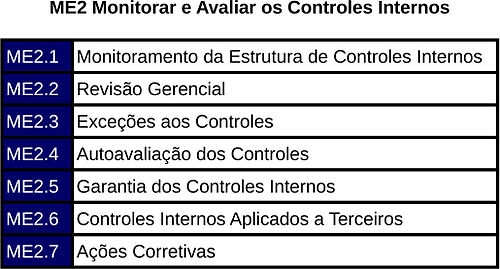 ME2 Monitorar e Avaliar os Controles Internos
ME2.1 Monitoramento da Estrutura de Controles Internos
ME2.2 Revisão Gerencial
ME2.3 Exceções aos Controles
ME2.4 Autoavaliação dos Controles
ME2.5 Garantia dos Controles Internos
ME2.6 Controles Internos Aplicados a Terceiros
ME2.7 Ações Corretivas